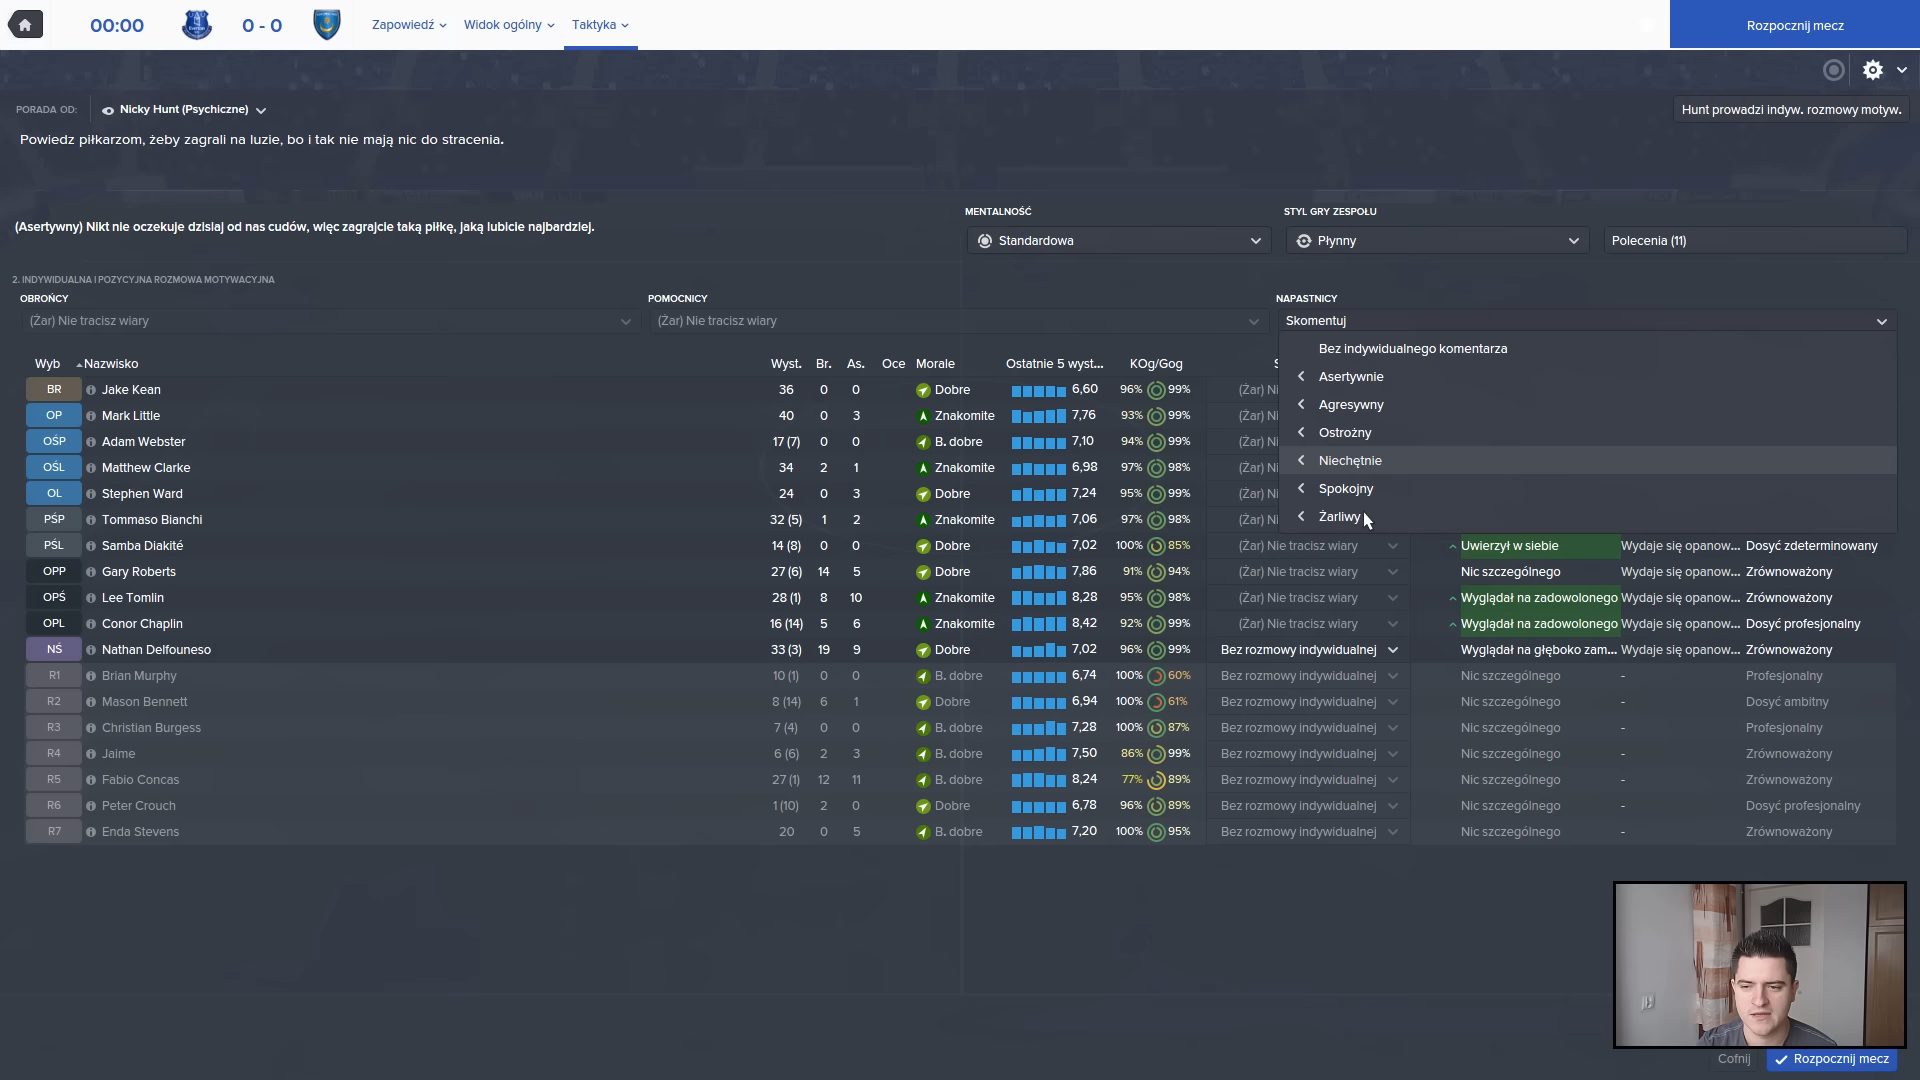 00:00
0 - 0
Zapowiedź
Widok ogólny
Taktyka
Rozpocznij mecz
PORADA OD:
Nicky Hunt (Psychiczne)
Hunt prowadzi indyw. rozmowy motyw.
Powiedz piłkarzom, żeby zagrali na luzie, bo i tak nie mają nic do stracenia.
(Asertywny) Nikt nie oczekuje dzisiaj od nas cudów, więc zagrajcie taką piłkę, jaką lubicie najbardziej.
MENTALNOŚĆ
STYL GRY ZESPOŁU
Standardowa
Płynny
Polecenia (11)
2. INDYWIDUALNA I POZYCYJNA ROZMOWA MOTYWACYJNA
OBROŃCY
POMOCNICY
NAPASTNICY
(Żar) Nie tracisz wiary
(Żar) Nie tracisz wiary
Skomentuj
Bez indywidualnego komentarza
Asertywnie
Agresywny
Ostrożny
Niechętnie
Spokojny
Żarliwy
Wyb Nazwisko Wyst. Br. As. Oce Morale Ostatnie 5 wyst... KOg/Gog
BR Jake Kean 36 0 0 Dobre 6,60 96% 99% (Żar) Ni
OP Mark Little 40 0 3 Znakomite 7,76 93% 99% (Żar) Ni
OŚP Adam Webster 17 (7) 0 0 B. dobre 7,10 94% 99% (Żar) Ni
OŚL Matthew Clarke 34 2 1 Znakomite 6,98 97% 98% (Żar) Ni
OL Stephen Ward 24 0 3 Dobre 7,24 95% 99% (Żar) Ni
PŚP Tommaso Bianchi 32 (5) 1 2 Znakomite 7,06 97% 98% (Żar) Ni
PŚL Samba Diakité 14 (8) 0 0 Dobre 7,02 100% 85% (Żar) Nie tracisz wiary Uwierzył w siebie Wydaje się opanow... Dosyć zdeterminowany
OPP Gary Roberts 27 (6) 14 5 Dobre 7,86 91% 94% (Żar) Nie tracisz wiary Nic szczególnego Wydaje się opanow... Zrównoważony
OPŚ Lee Tomlin 28 (1) 8 10 Znakomite 8,28 95% 98% (Żar) Nie tracisz wiary Wyglądał na zadowolonego Wydaje się opanow... Zrównoważony
OPL Conor Chaplin 16 (14) 5 6 Znakomite 8,42 92% 99% (Żar) Nie tracisz wiary Wyglądał na zadowolonego Wydaje się opanow... Dosyć profesjonalny
NŚ Nathan Delfouneso 33 (3) 19 9 Dobre 7,02 96% 99% Bez rozmowy indywidualnej Wyglądał na głęboko zam... Wydaje się opanow... Zrównoważony
R1 Brian Murphy 10 (1) 0 0 B. dobre 6,74 100% 60% Bez rozmowy indywidualnej Nic szczególnego - Profesjonalny
R2 Mason Bennett 8 (14) 6 1 Dobre 6,94 100% 61% Bez rozmowy indywidualnej Nic szczególnego - Dosyć ambitny
R3 Christian Burgess 7 (4) 0 0 B. dobre 7,28 100% 87% Bez rozmowy indywidualnej Nic szczególnego - Profesjonalny
R4 Jaime 6 (6) 2 3 B. dobre 7,50 86% 99% Bez rozmowy indywidualnej Nic szczególnego - Zrównoważony
R5 Fabio Concas 27 (1) 12 11 B. dobre 8,24 77% 89% Bez rozmowy indywidualnej Nic szczególnego - Zrównoważony
R6 Peter Crouch 1 (10) 2 0 Dobre 6,78 96% 89% Bez rozmowy indywidualnej Nic szczególnego - Dosyć profesjonalny
R7 Enda Stevens 20 0 5 B. dobre 7,20 100% 95% Bez rozmowy indywidualnej Nic szczególnego - Zrównoważony
Cofnij
Rozpocznij mecz